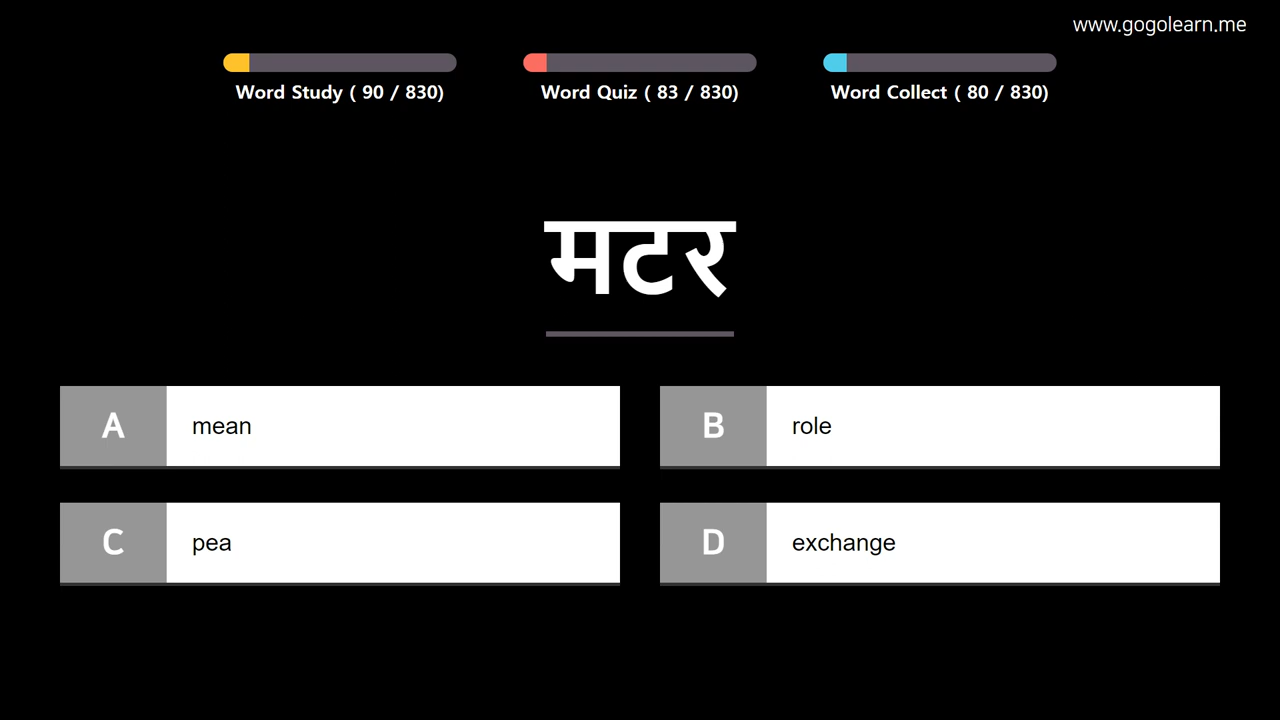 www.gogolearn.me
Word Study ( 90 / 830)
Word Quiz ( 83 / 830)
Word Collect ( 80 / 830)
मटर
A mean
B role
C pea
D exchange